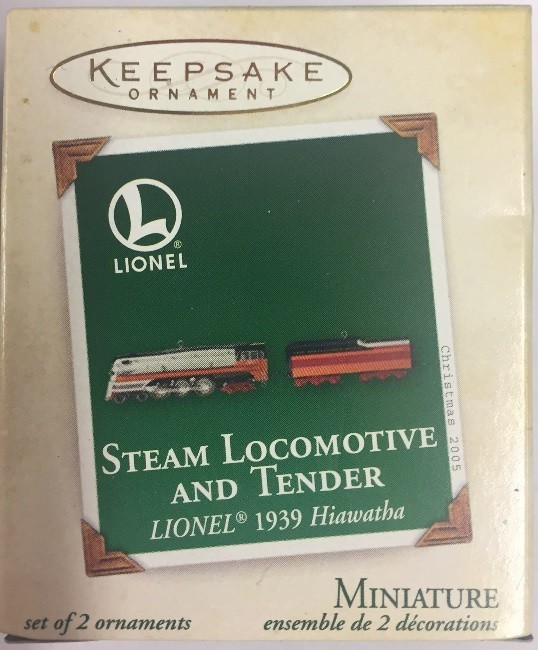 KEEPSAKE
ORNAMENT
L
®
LIONEL
Christmas 2005
STEAM LOCOMOTIVE
AND TENDER
LIONEL® 1939 Hiawatha
MINIATURE
set of 2 ornaments
ensemble de 2 décorations